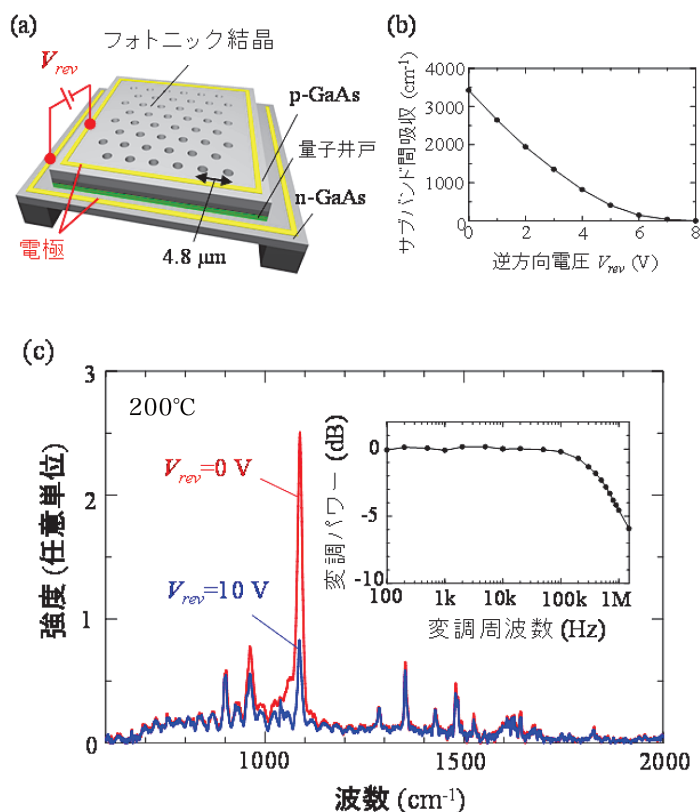 (a)
フォトニック結晶
V_rev
p-GaAs
量子井戸
n-GaAs
電極
4.8 μm
(b)
サブバンド間吸収 (cm⁻¹)
4000
3000
2000
1000
0
0 2 4 6 8
逆方向電圧 V_rev (V)
(c)
強度 (任意単位)
3
2
1
0
200℃
V_rev=0 V
V_rev=10 V
変調パワー (dB)
0
-5
-10
100 1k 10k 100k 1M
変調周波数 (Hz)
1000 1500 2000
波数 (cm⁻¹)